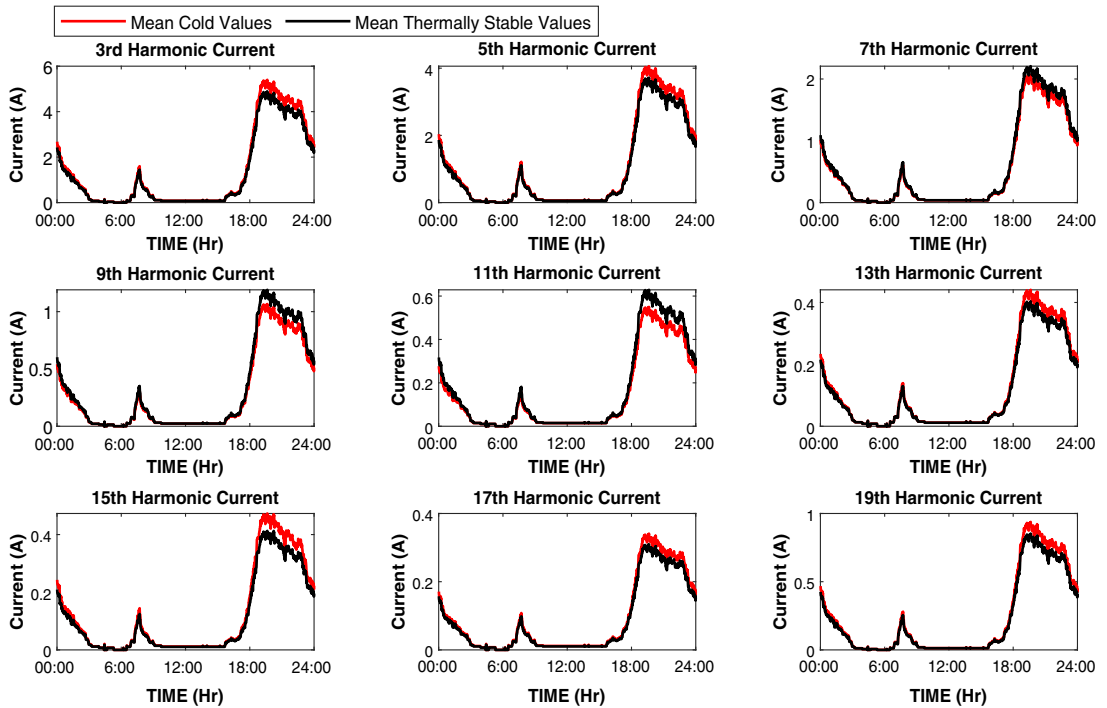 Mean Cold Values Mean Thermally Stable Values
3rd Harmonic Current 5th Harmonic Current 7th Harmonic Current
Current (A) Current (A) Current (A)
6 4 2
4 2 1
2 0 0
0
00:00 6:00 12:00 18:00 24:00 00:00 6:00 12:00 18:00 24:00 00:00 6:00 12:00 18:00 24:00
TIME (Hr) TIME (Hr) TIME (Hr)
9th Harmonic Current 11th Harmonic Current 13th Harmonic Current
Current (A) Current (A) Current (A)
1 0.6 0.4
0.5 0.4 0.2
0 0.2 0
0
00:00 6:00 12:00 18:00 24:00 00:00 6:00 12:00 18:00 24:00 00:00 6:00 12:00 18:00 24:00
TIME (Hr) TIME (Hr) TIME (Hr)
15th Harmonic Current 17th Harmonic Current 19th Harmonic Current
Current (A) Current (A) Current (A)
0.4 0.4 1
0.2 0.2 0.5
0 0 0
00:00 6:00 12:00 18:00 24:00 00:00 6:00 12:00 18:00 24:00 00:00 6:00 12:00 18:00 24:00
TIME (Hr) TIME (Hr) TIME (Hr)